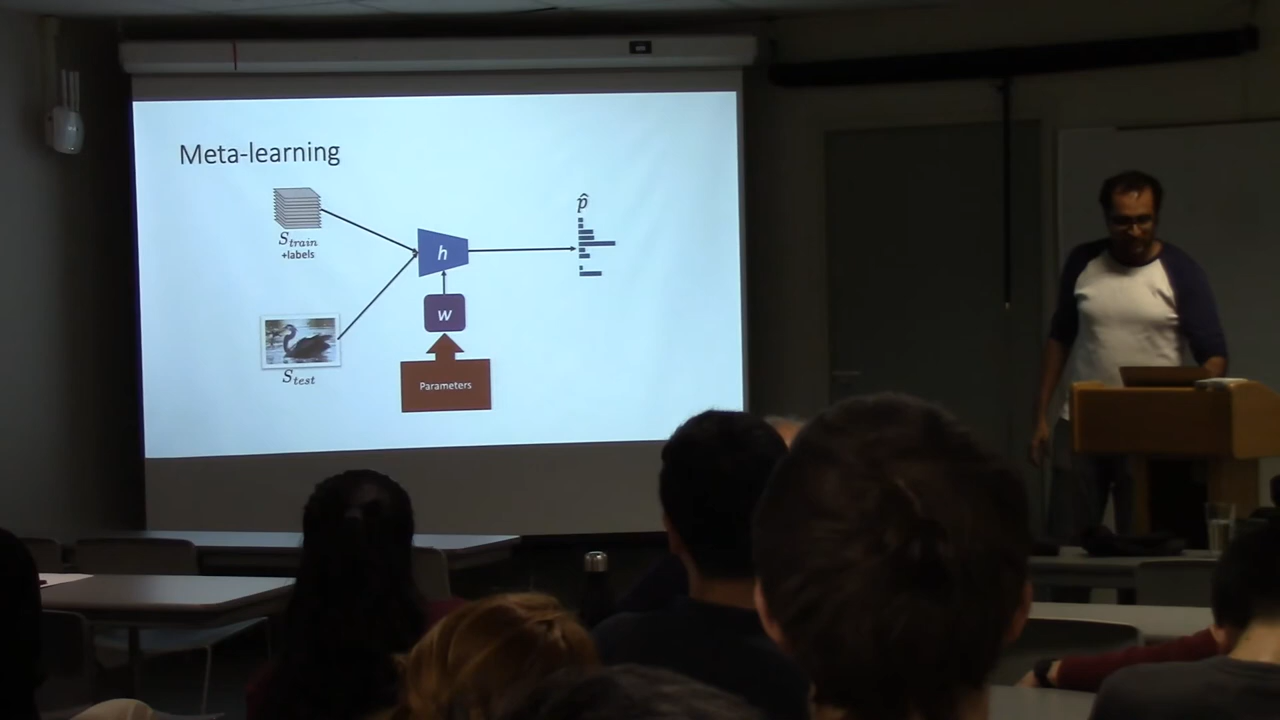 Meta-learning
S_train
+labels
S_test
h
w
Parameters
p̂